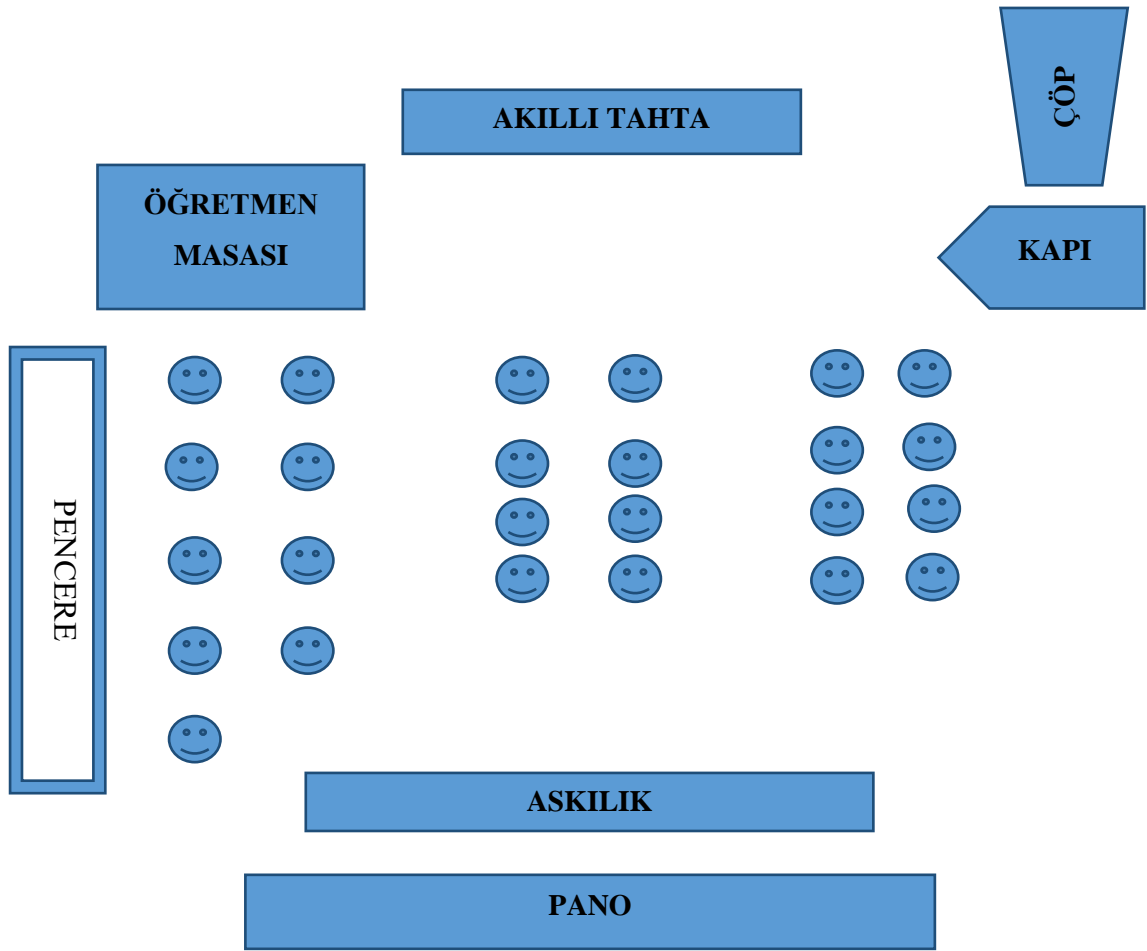 ÇÖP
AKILLI TAHTA
ÖĞRETMEN
MASASI
KAPI
PENCERE
ASKILIK
PANO